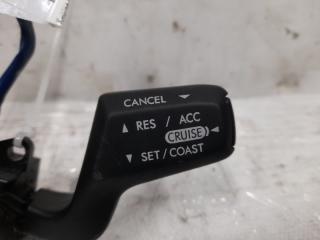 CANCEL ▼
▲ RES / ACC
CRUISE ◄
▼ SET / COAST